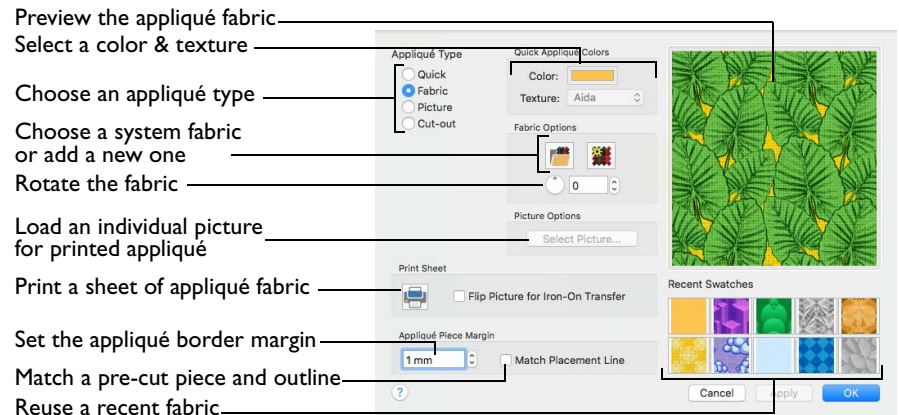 Preview the appliqué fabric
Select a color & texture
Choose an appliqué type
Choose a system fabric
or add a new one
Rotate the fabric
Load an individual picture
for printed appliqué
Print a sheet of appliqué fabric
Set the appliqué border margin
Match a pre-cut piece and outline
Reuse a recent fabric
Appliqué Type
Quick
Fabric
Picture
Cut-out
Quick Appliqué Colors
Color:
Texture: Aida
Fabric Options
0
Picture Options
Select Picture...
Print Sheet
Flip Picture for Iron-On Transfer
Appliqué Piece Margin
1 mm
Match Placement Line
?
Recent Swatches
Cancel
Apply
OK